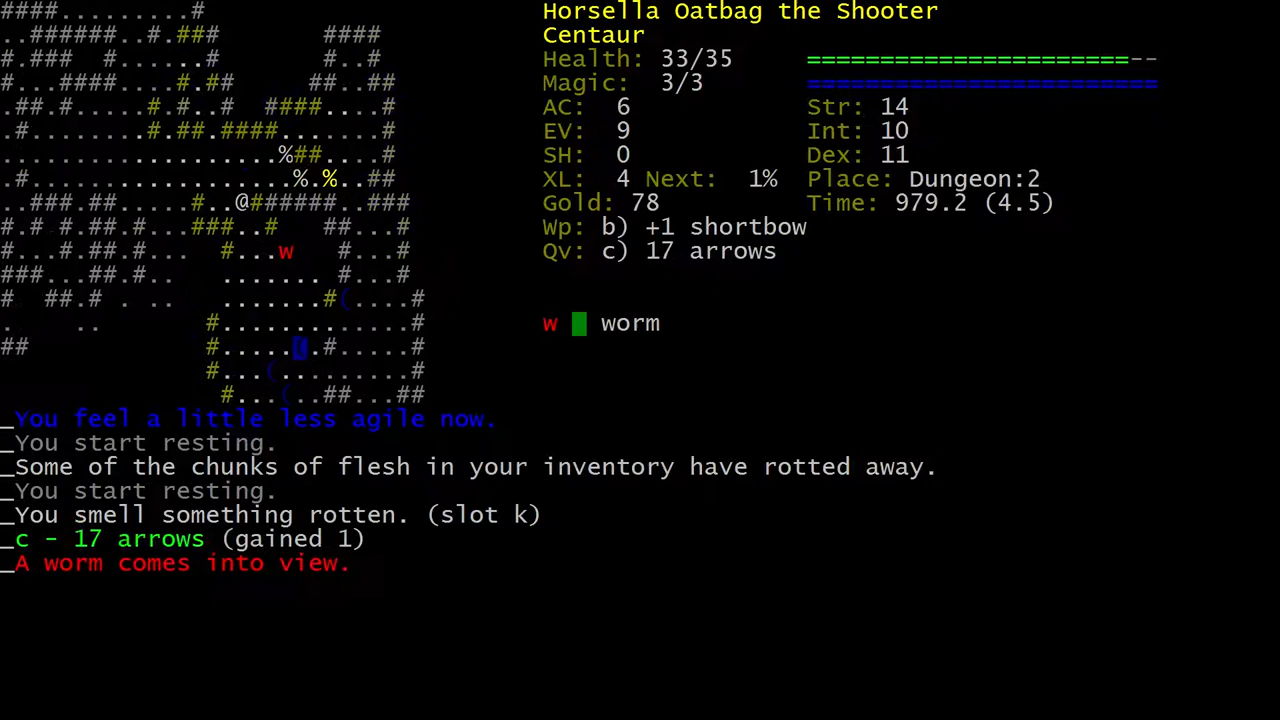 Horsella Oatbag the Shooter
Centaur
Health: 33/35
Magic: 3/3
AC: 6 Str: 14
EV: 9 Int: 10
SH: 0 Dex: 11
XL: 4 Next: 1% Place: Dungeon:2
Gold: 78 Time: 979.2 (4.5)
Wp: b) +1 shortbow
Qv: c) 17 arrows
w worm
_You feel a little less agile now.
_You start resting.
_Some of the chunks of flesh in your inventory have rotted away.
_You start resting.
_You smell something rotten. (slot k)
_c - 17 arrows (gained 1)
_A worm comes into view.